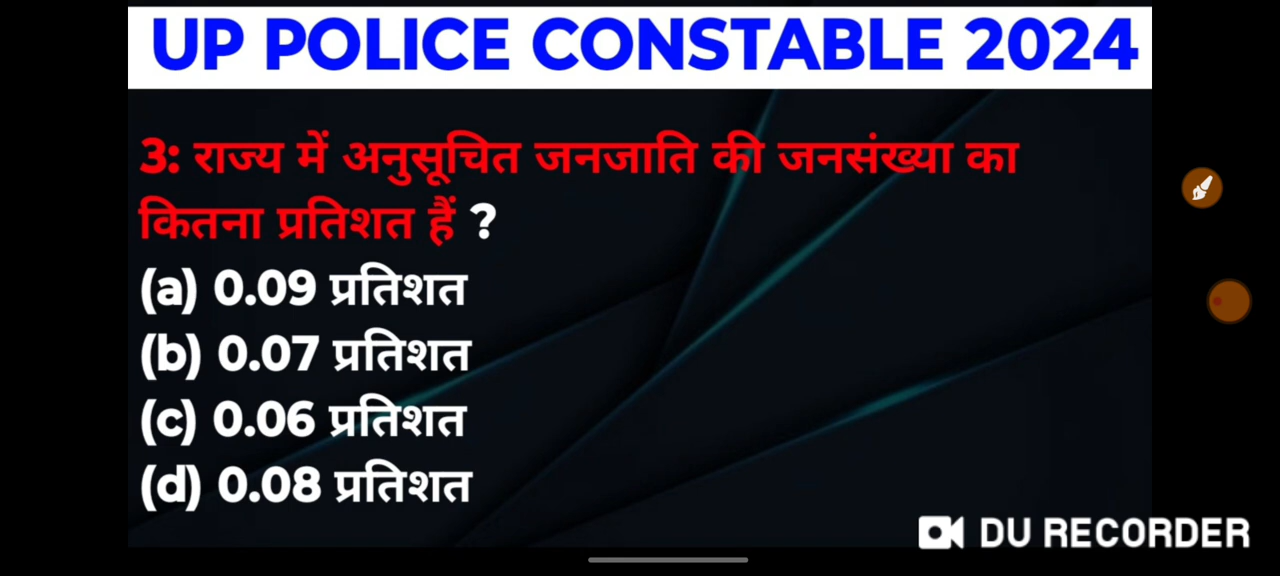 UP POLICE CONSTABLE 2024
3: राज्य में अनुसूचित जनजाति की जनसंख्या का
कितना प्रतिशत हैं ?
(a) 0.09 प्रतिशत
(b) 0.07 प्रतिशत
(c) 0.06 प्रतिशत
(d) 0.08 प्रतिशत
DU RECORDER